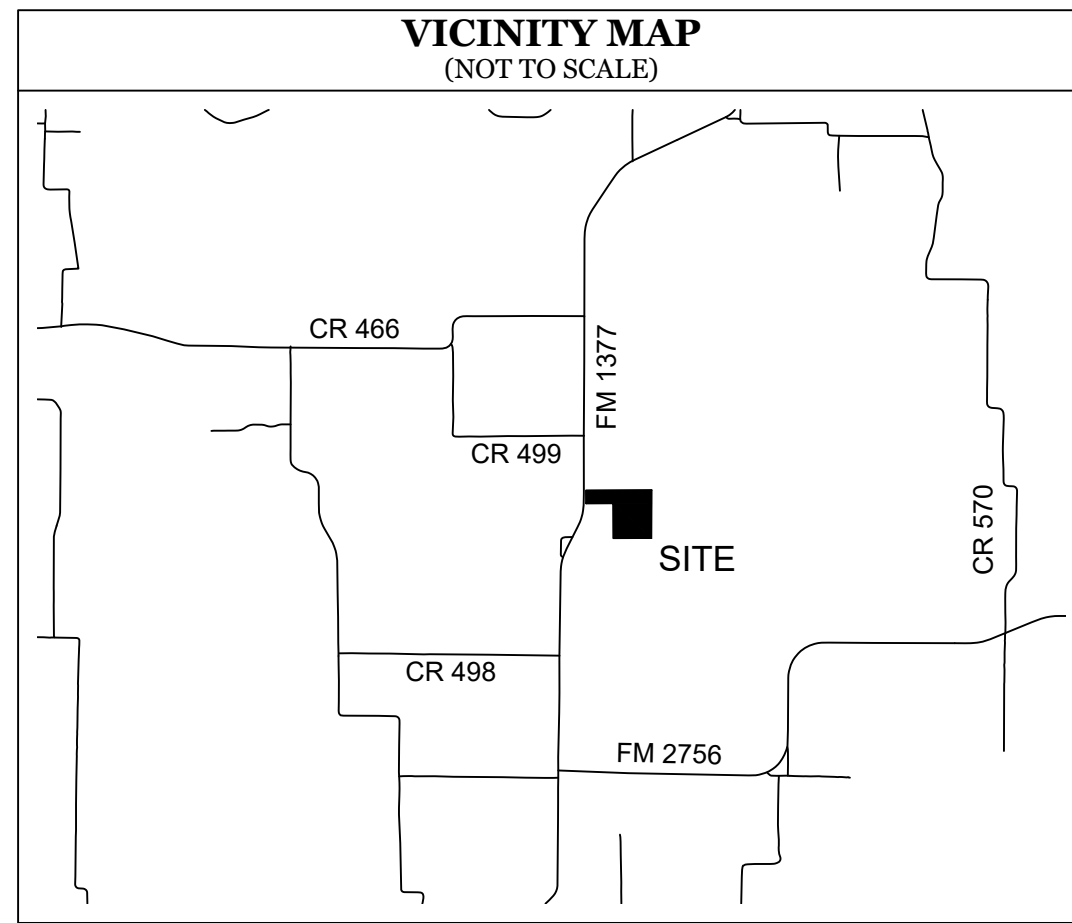 VICINITY MAP
(NOT TO SCALE)
CR 466
FM 1377
CR 499
CR 570
SITE
CR 498
FM 2756